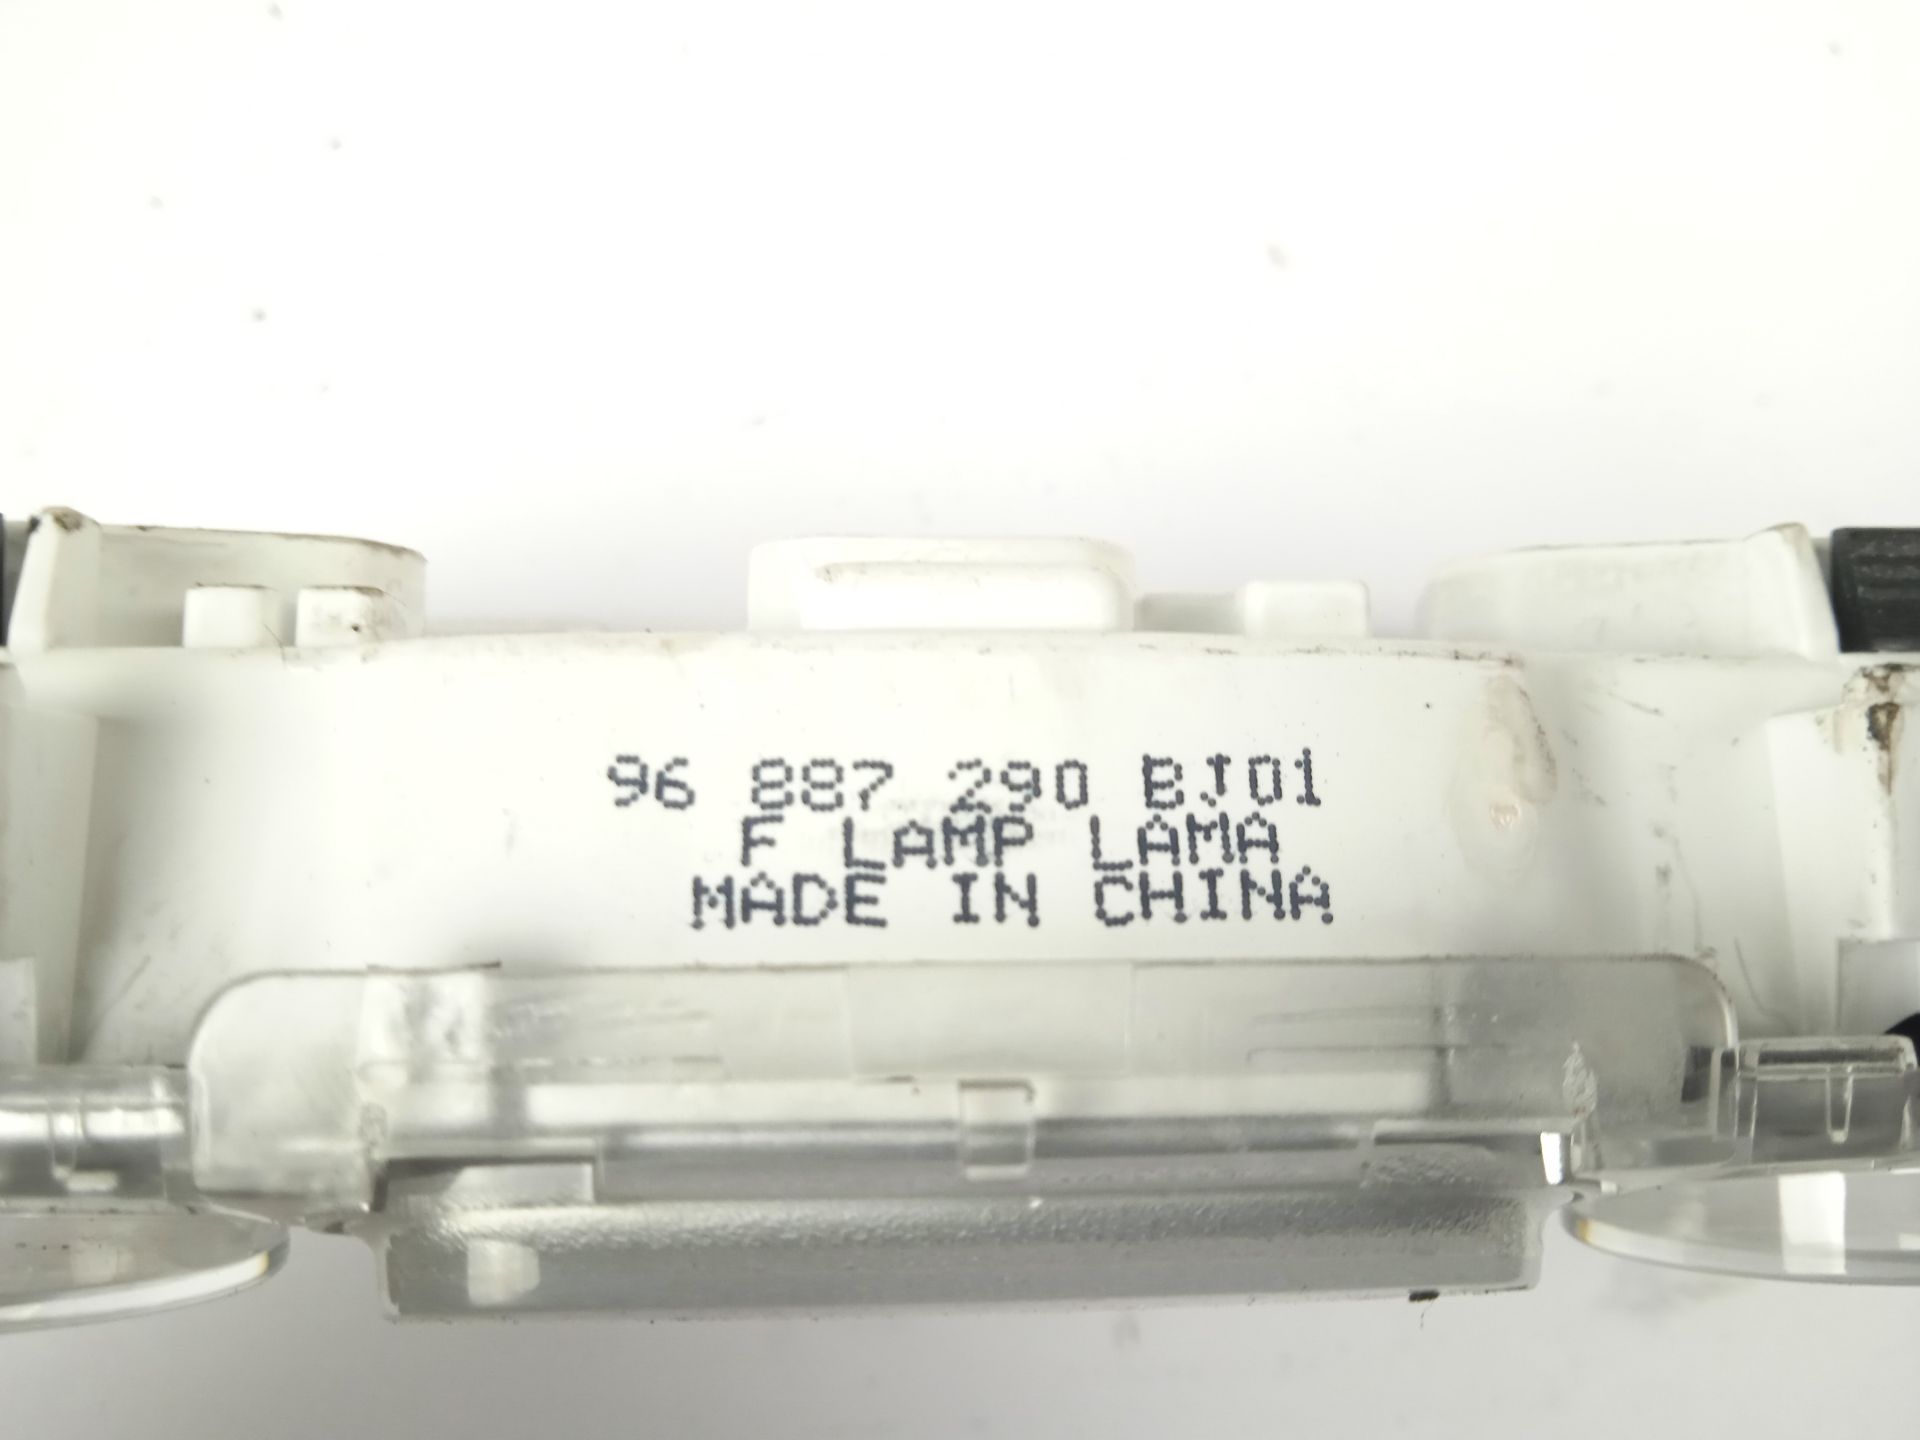 96 887 290 BJ01
F LAMP LAMA
MADE IN CHINA